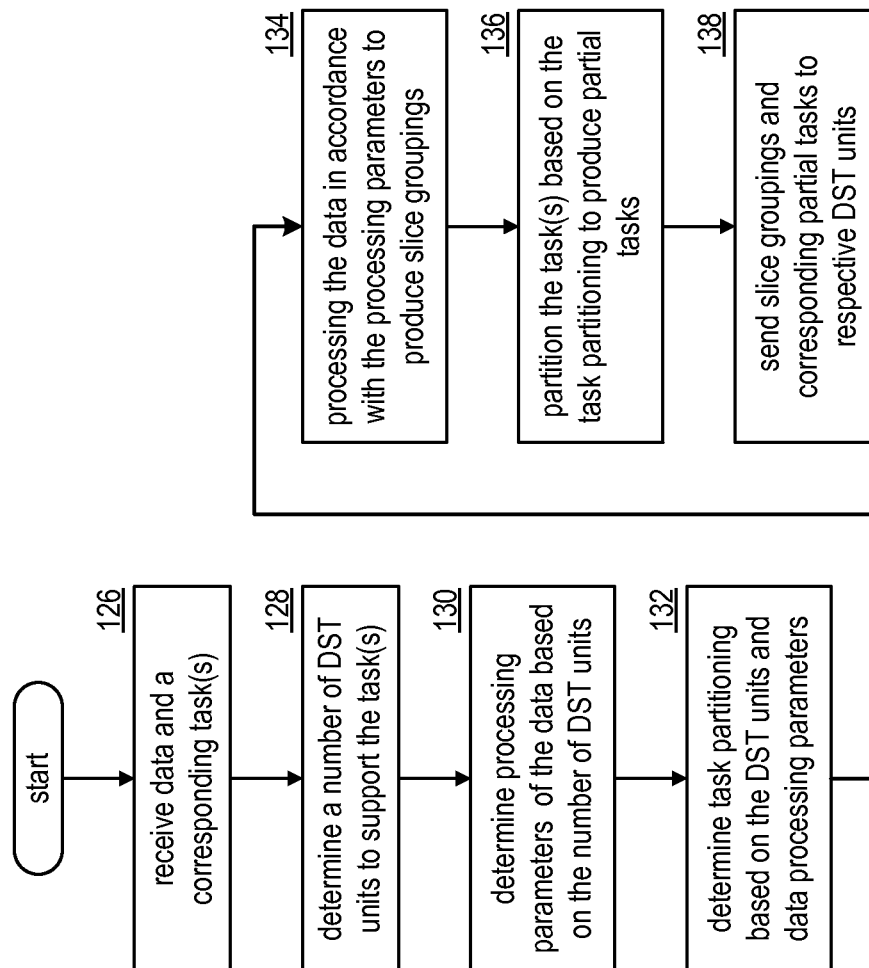 start
126
receive data and a
corresponding task(s)
128
determine a number of DST
units to support the task(s)
130
determine processing
parameters of the data based
on the number of DST units
132
determine task partitioning
based on the DST units and
data processing parameters
134
processing the data in accordance
with the processing parameters to
produce slice groupings
136
partition the task(s) based on the
task partitioning to produce partial
tasks
138
send slice groupings and
corresponding partial tasks to
respective DST units